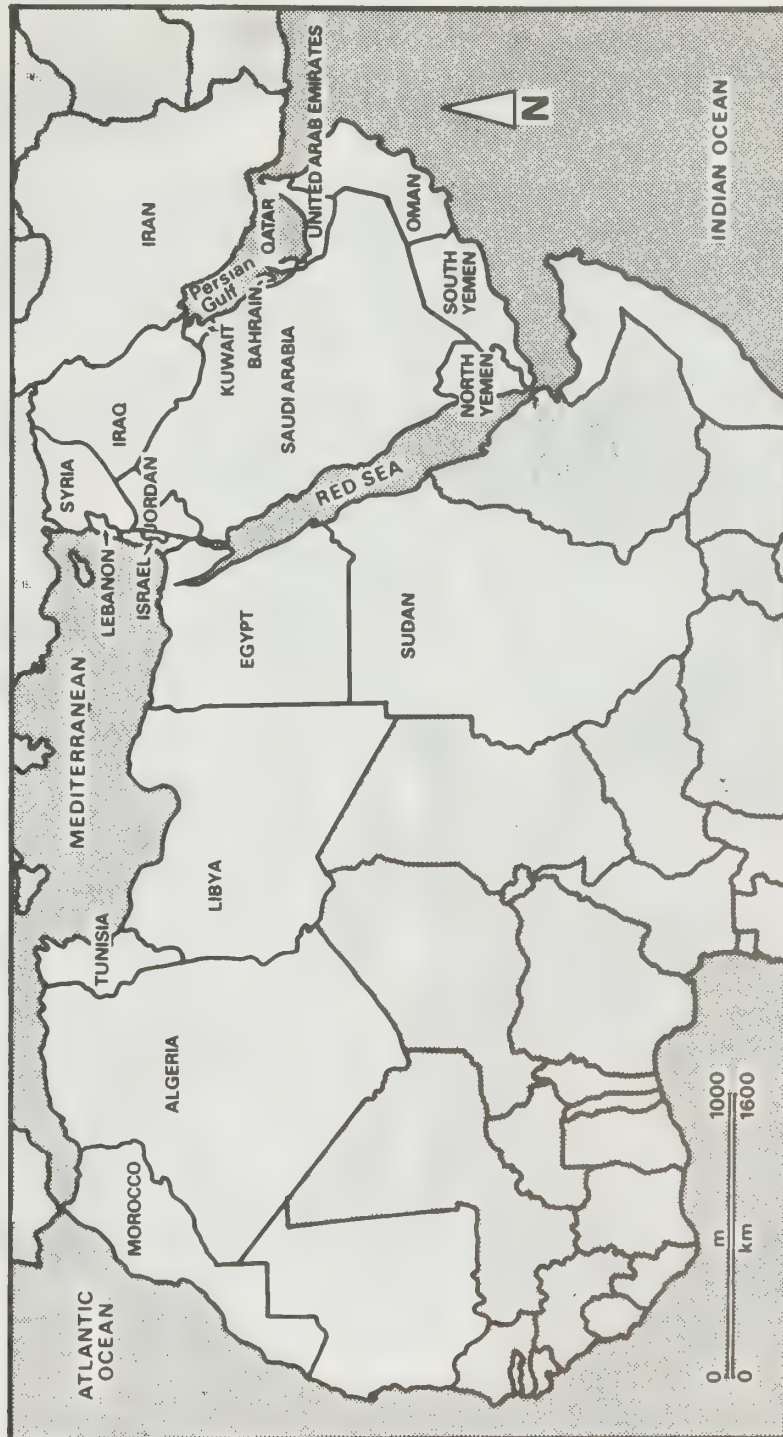 ATLANTIC
OCEAN
MOROCCO
ALGERIA
TUNISIA
MEDITERRANEAN
LIBYA
EGYPT
SUDAN
LEBANON
ISRAEL
SYRIA
JORDAN
IRAQ
IRAN
KUWAIT
BAHRAIN
Persian
Gulf
QATAR
UNITED ARAB EMIRATES
SAUDI ARABIA
RED SEA
NORTH
YEMEN
SOUTH
YEMEN
OMAN
N
INDIAN OCEAN
0 m 1000
0 km 1600